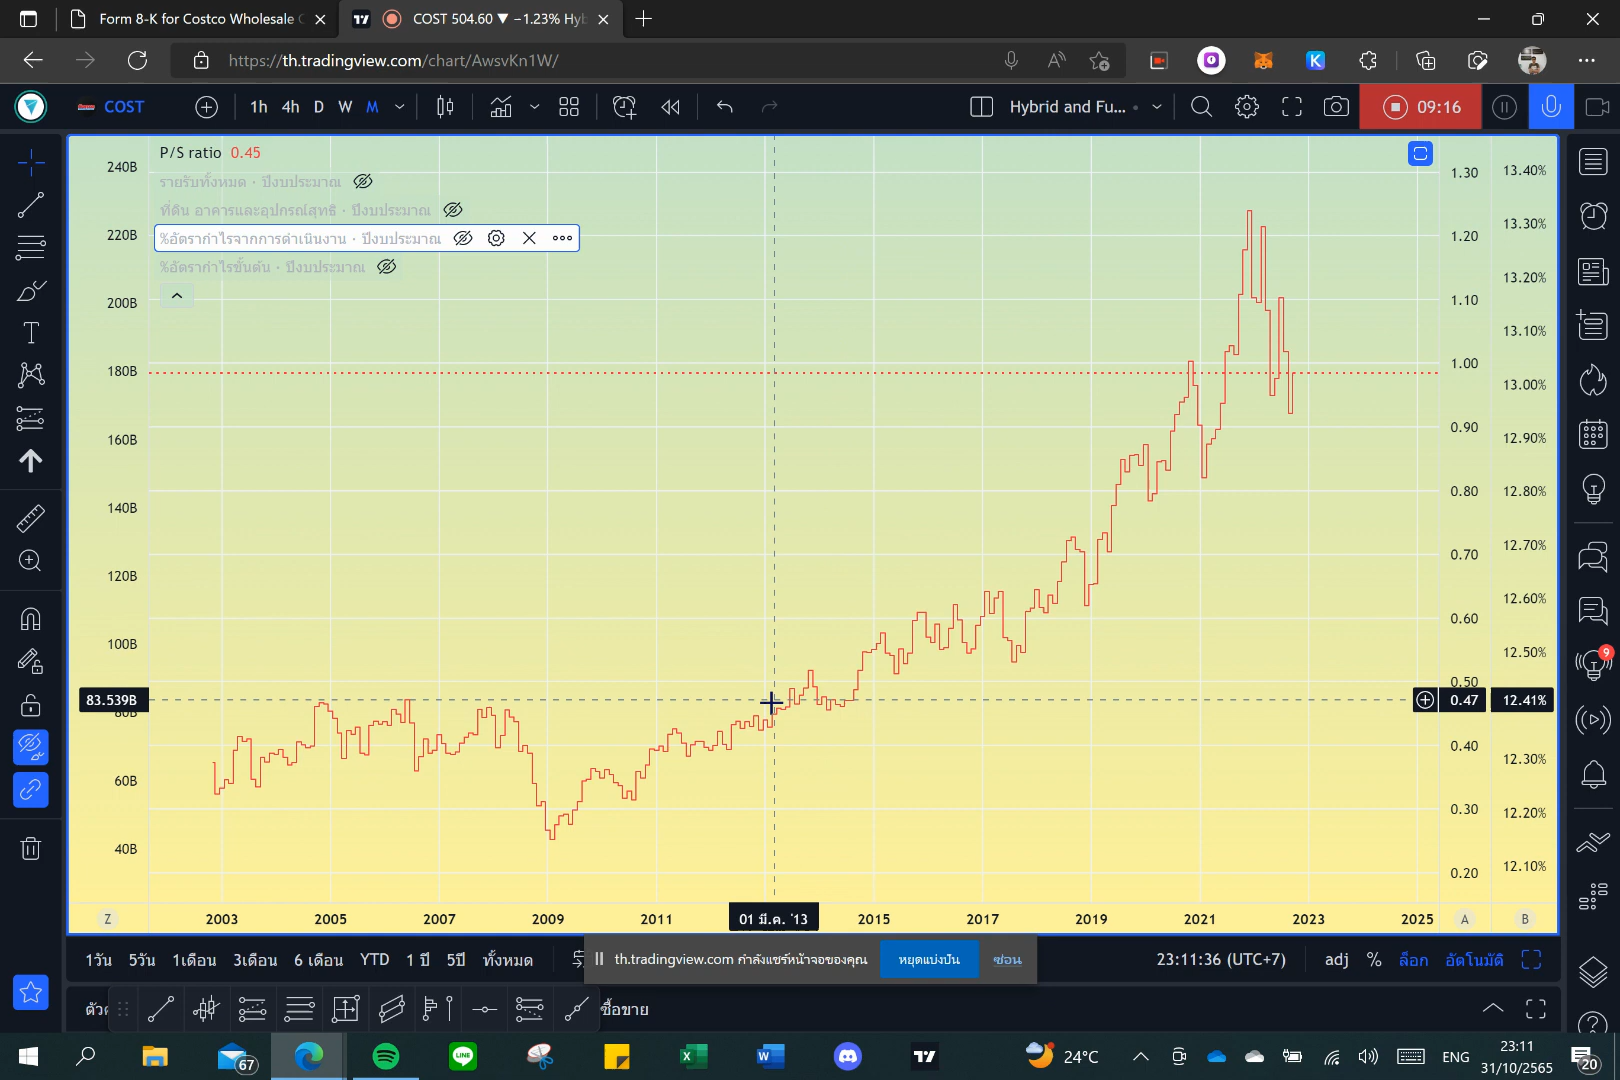 Form 8-K for Costco Wholesale C
COST 504.60 ▼ −1.23% Hyb
https://th.tradingview.com/chart/AwsvKn1W/
COST
1h 4h D W M
Hybrid and Fu...
09:16
P/S ratio 0.45
รายรับทั้งหมด · ปีงบประมาณ
ที่ดิน อาคารและอุปกรณ์สุทธิ · ปีงบประมาณ
%อัตรากำไรจากการดำเนินงาน · ปีงบประมาณ
%อัตรากำไรขั้นต้น · ปีงบประมาณ
240B
220B
200B
180B
160B
140B
120B
100B
83.539B
80B
60B
40B
1.30
1.20
1.10
1.00
0.90
0.80
0.70
0.60
0.50
0.47
0.40
0.30
0.20
13.40%
13.30%
13.20%
13.10%
13.00%
12.90%
12.80%
12.70%
12.60%
12.50%
12.41%
12.30%
12.20%
12.10%
9
Z 2003 2005 2007 2009 2011 01 มี.ค. '13 2015 2017 2019 2021 2023 2025 A B
1วัน 5วัน 1เดือน 3เดือน 6 เดือน YTD 1 ปี 5ปี ทั้งหมด
th.tradingview.com กำลังแชร์หน้าจอของคุณ หยุดแบ่งปัน ซ่อน
23:11:36 (UTC+7) adj % ล็อก อัตโนมัติ
ซื้อขาย
67
LINE
24°C
ENG
23:11
31/10/2565
20